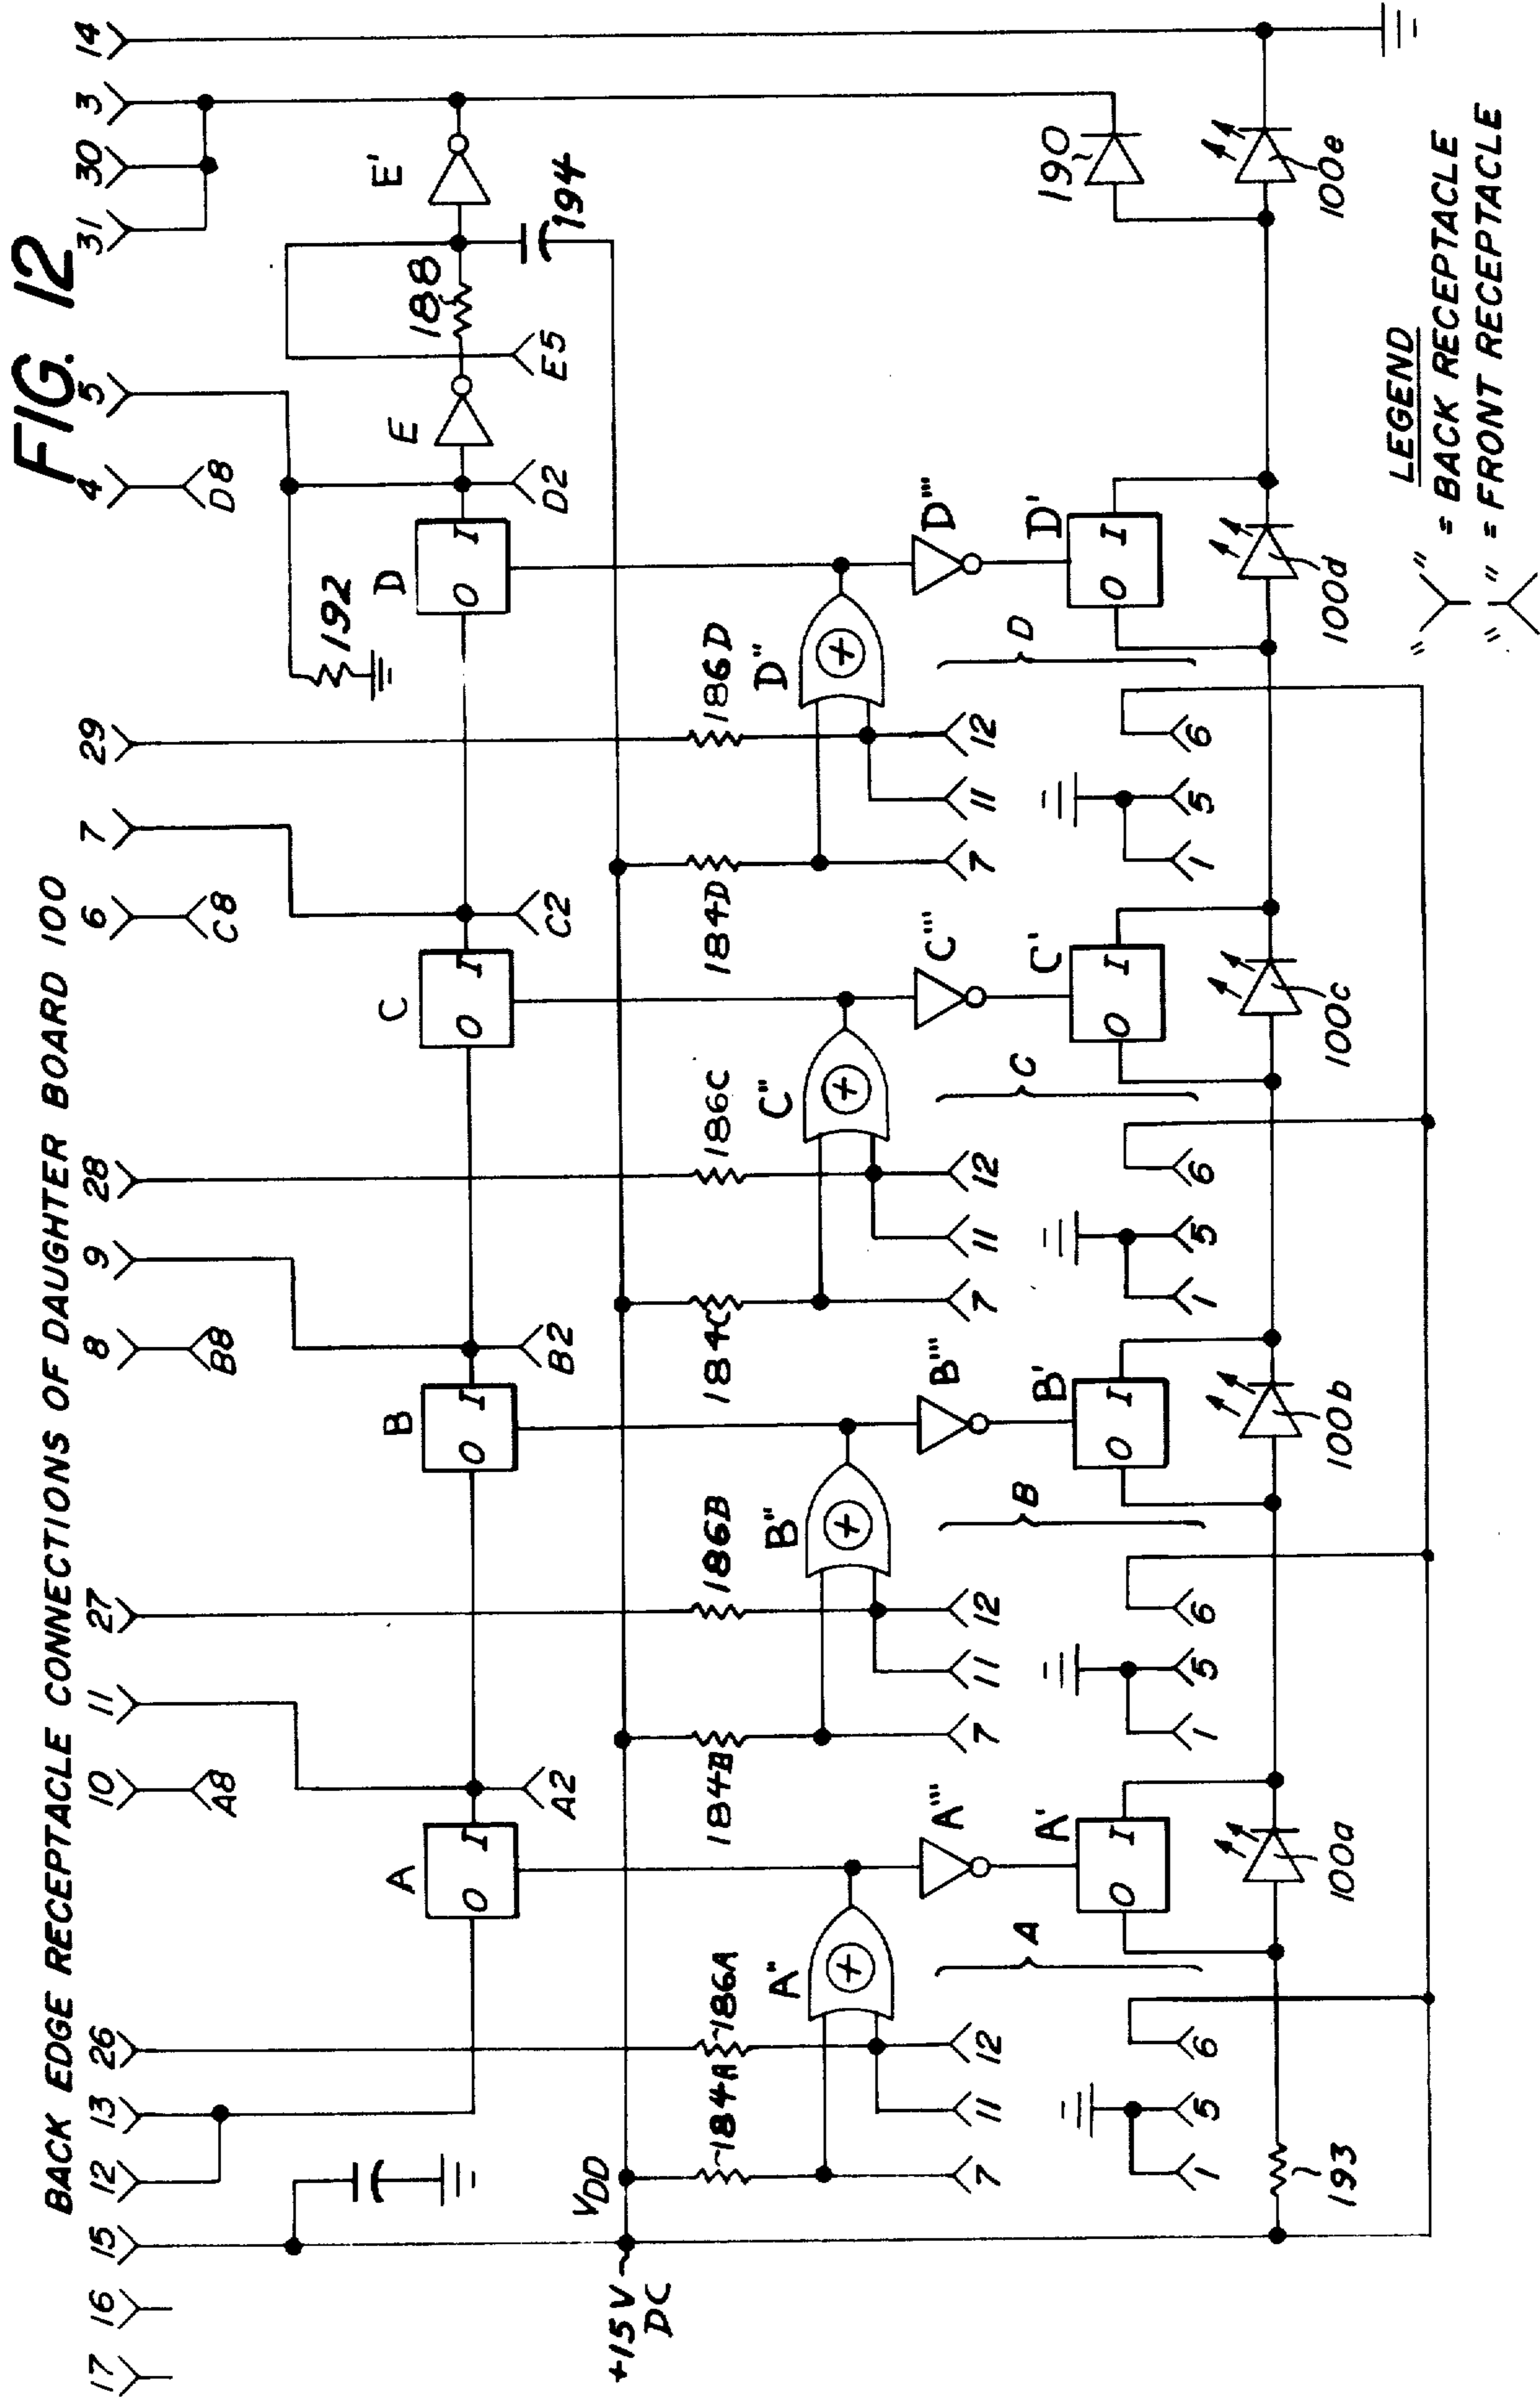 FIG. 12
BACK EDGE RECEPTACLE CONNECTIONS OF DAUGHTER BOARD 100
17 16 15 12 13 26 10 11 27 8 9 28 6 7 29 4 5 31 30 3 14
A8 B8 C8 D8
192
A B C D E E'
O I O I O I O I
188
194
A2 B2 C2 D2 E5
+15V DC
VDD
184A 186A 184B 186B 184C 186C 184D 186D
A" B" C" D"
7 11 12 7 11 12 7 11 12 7 11 12
A''' B''' C''' D'''
A B C D
A' B' C' D'
O I O I O I O I
190
1 5 6 1 5 6 1 5 6 1 5 6
193
100a 100b 100c 100d 100e
LEGEND
" " = BACK RECEPTACLE
" " = FRONT RECEPTACLE